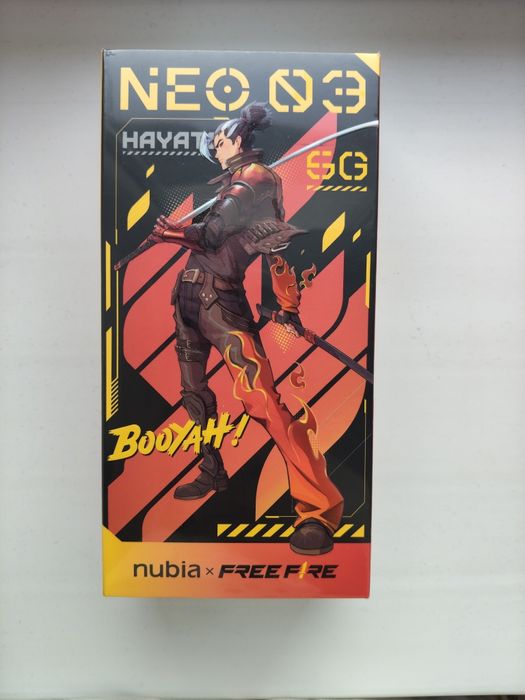 NEO 03
HAYAT
5G
BOOYAH!
nubia × FREE FIRE